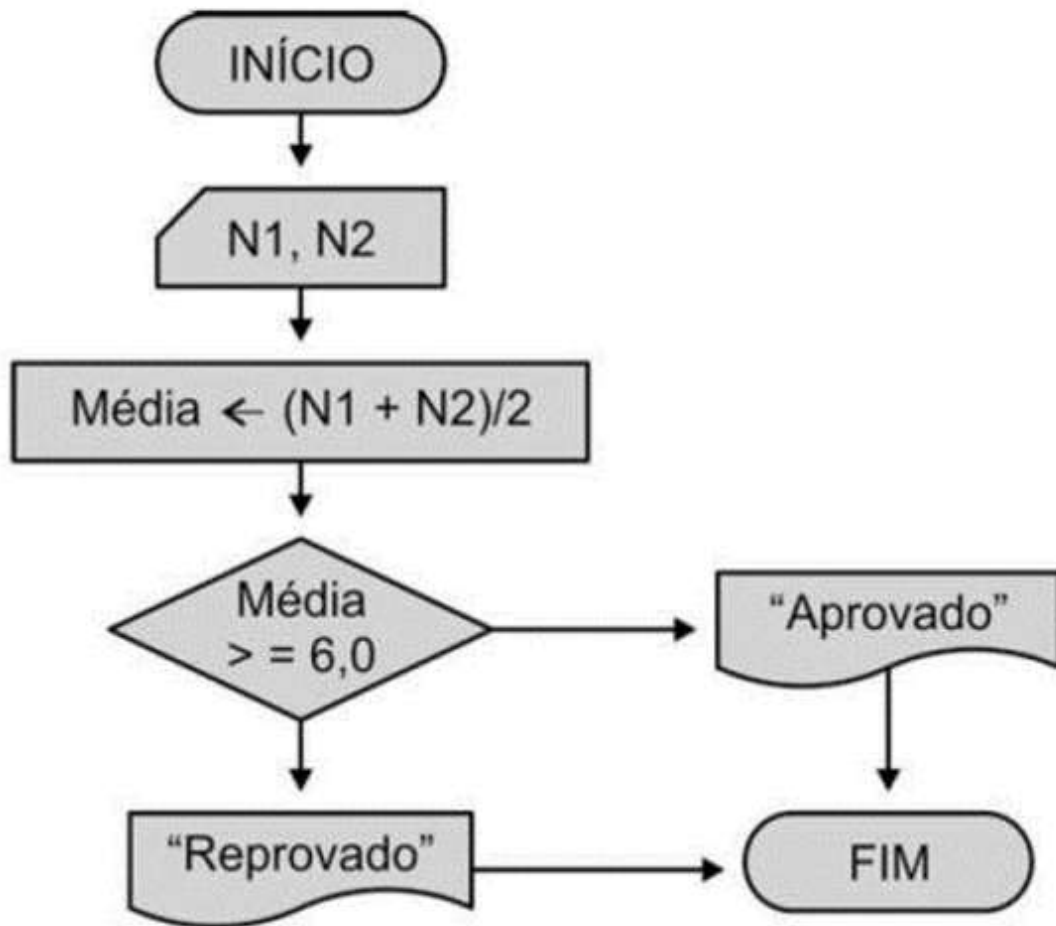 INÍCIO
N1, N2
Média ← (N1 + N2)/2
Média
> = 6,0
“Aprovado”
“Reprovado”
FIM